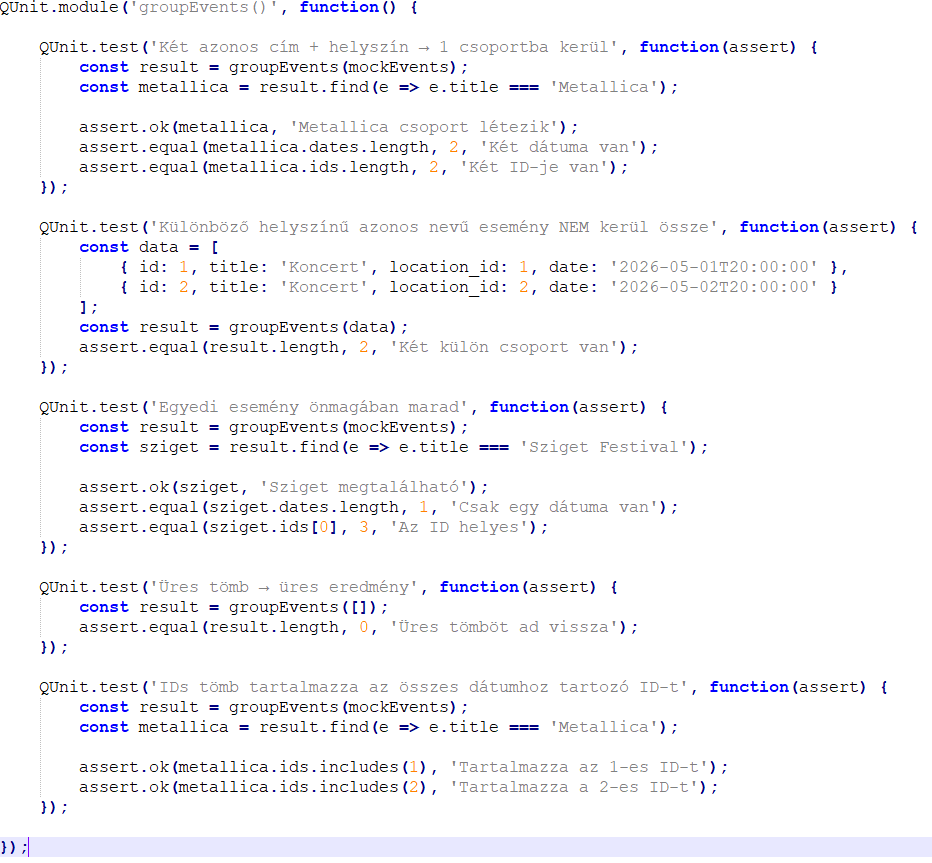 QUnit.module('groupEvents()', function() {
QUnit.test('Két azonos cím + helyszín → 1 csoportba kerül', function(assert) {
const result = groupEvents(mockEvents);
const metallica = result.find(e => e.title === 'Metallica');
assert.ok(metallica, 'Metallica csoport létezik');
assert.equal(metallica.dates.length, 2, 'Két dátuma van');
assert.equal(metallica.ids.length, 2, 'Két ID-je van');
});
QUnit.test('Különböző helyszínű azonos nevű esemény NEM kerül össze', function(assert) {
const data = [
{ id: 1, title: 'Koncert', location_id: 1, date: '2026-05-01T20:00:00' },
{ id: 2, title: 'Koncert', location_id: 2, date: '2026-05-02T20:00:00' }
];
const result = groupEvents(data);
assert.equal(result.length, 2, 'Két külön csoport van');
});
QUnit.test('Egyedi esemény önmagában marad', function(assert) {
const result = groupEvents(mockEvents);
const sziget = result.find(e => e.title === 'Sziget Festival');
assert.ok(sziget, 'Sziget megtalálható');
assert.equal(sziget.dates.length, 1, 'Csak egy dátuma van');
assert.equal(sziget.ids[0], 3, 'Az ID helyes');
});
QUnit.test('Üres tömb → üres eredmény', function(assert) {
const result = groupEvents([]);
assert.equal(result.length, 0, 'Üres tömböt ad vissza');
});
QUnit.test('IDs tömb tartalmazza az összes dátumhoz tartozó ID-t', function(assert) {
const result = groupEvents(mockEvents);
const metallica = result.find(e => e.title === 'Metallica');
assert.ok(metallica.ids.includes(1), 'Tartalmazza az 1-es ID-t');
assert.ok(metallica.ids.includes(2), 'Tartalmazza a 2-es ID-t');
});
});